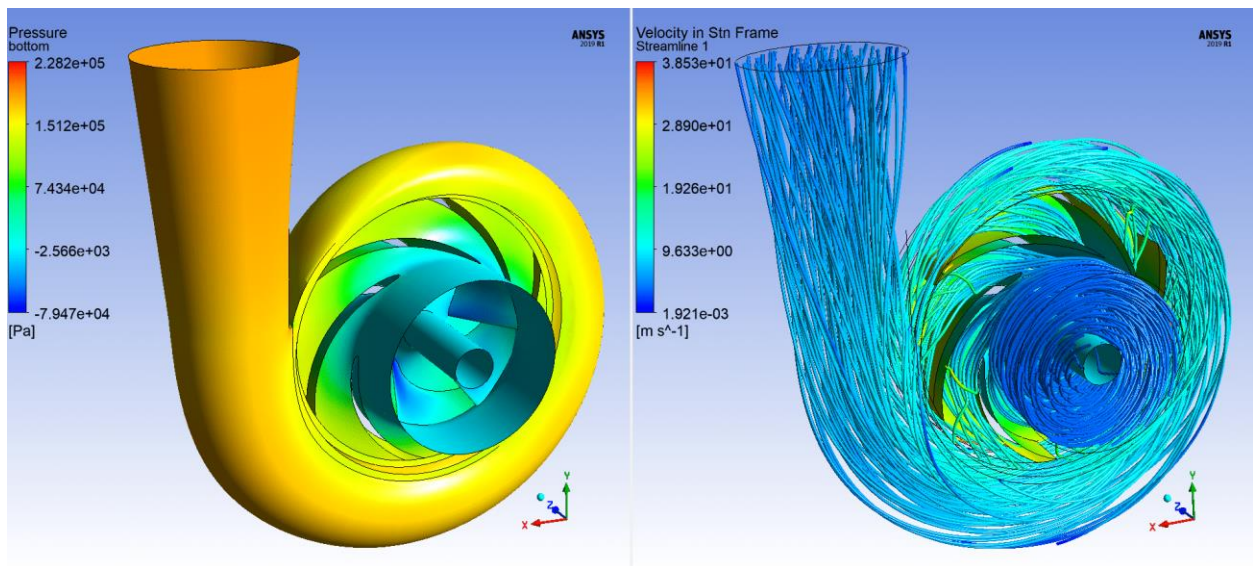 Pressure
bottom
2.282e+05
1.512e+05
7.434e+04
-2.566e+03
-7.947e+04
[Pa]
ANSYS
2019 R1
Y
Z
X
Velocity in Stn Frame
Streamline 1
3.853e+01
2.890e+01
1.926e+01
9.633e+00
1.921e-03
[m s^-1]
ANSYS
2019 R1
Y
Z
X